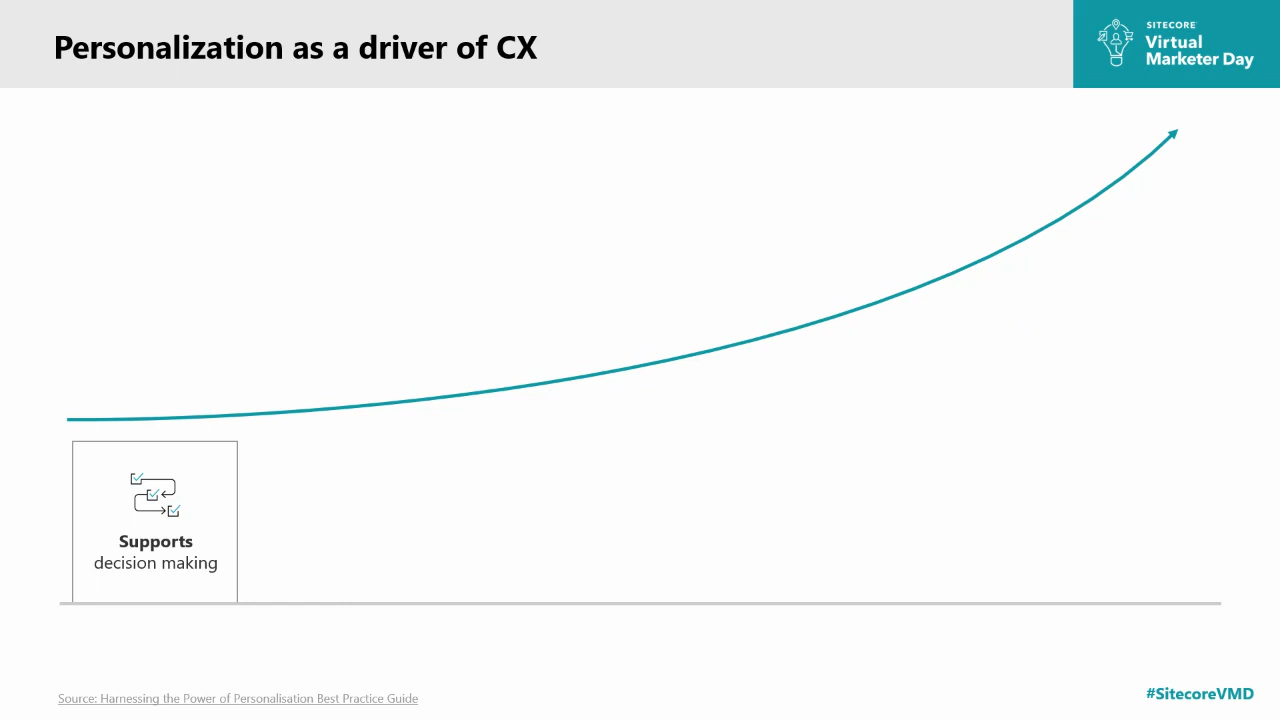 Personalization as a driver of CX
SITECORE
Virtual
Marketer Day
Supports
decision making
Source: Harnessing the Power of Personalisation Best Practice Guide
#SitecoreVMD